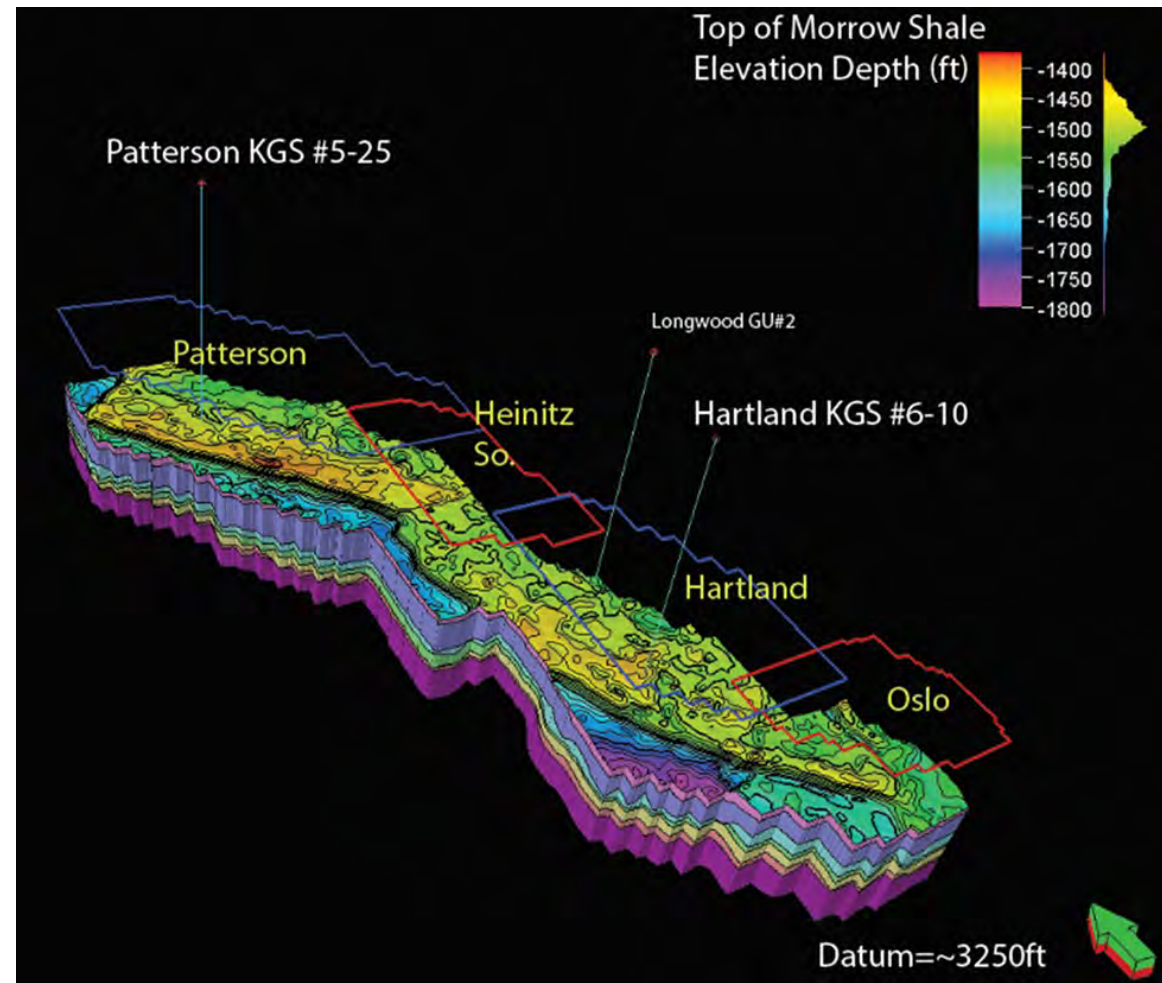 Top of Morrow Shale
Elevation Depth (ft)
-1400
-1450
-1500
-1550
-1600
-1650
-1700
-1750
-1800
Patterson KGS #5-25
Longwood GU#2
Patterson
Heinitz
So.
Hartland KGS #6-10
Hartland
Oslo
Datum=~3250ft